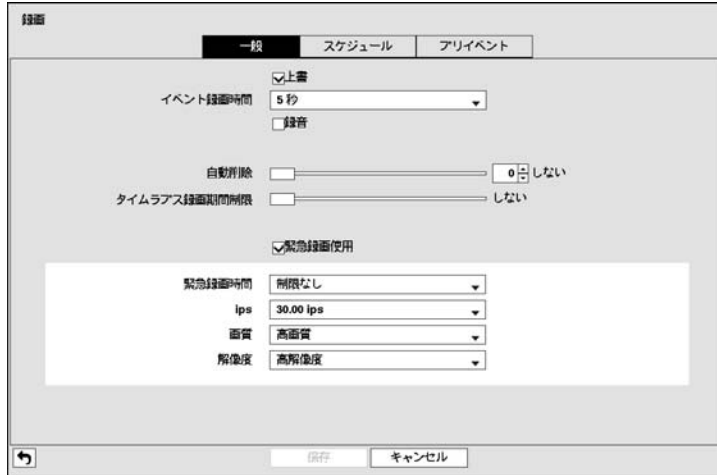 録画
一般 スケジュール プリイベント
上書
イベント録画時間 5 秒
録音
自動削除 0 しない
タイムラプス録画期間制限 しない
緊急録画使用
緊急録画時間 制限なし
ips 30.00 ips
画質 高画質
解像度 高解像度
保存 キャンセル